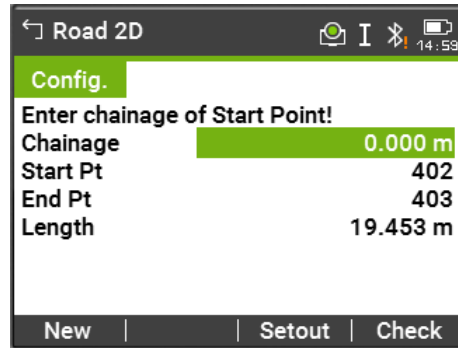 Road 2D I 14:59
Config.
Enter chainage of Start Point!
Chainage 0.000 m
Start Pt 402
End Pt 403
Length 19.453 m
New | | Setout | Check